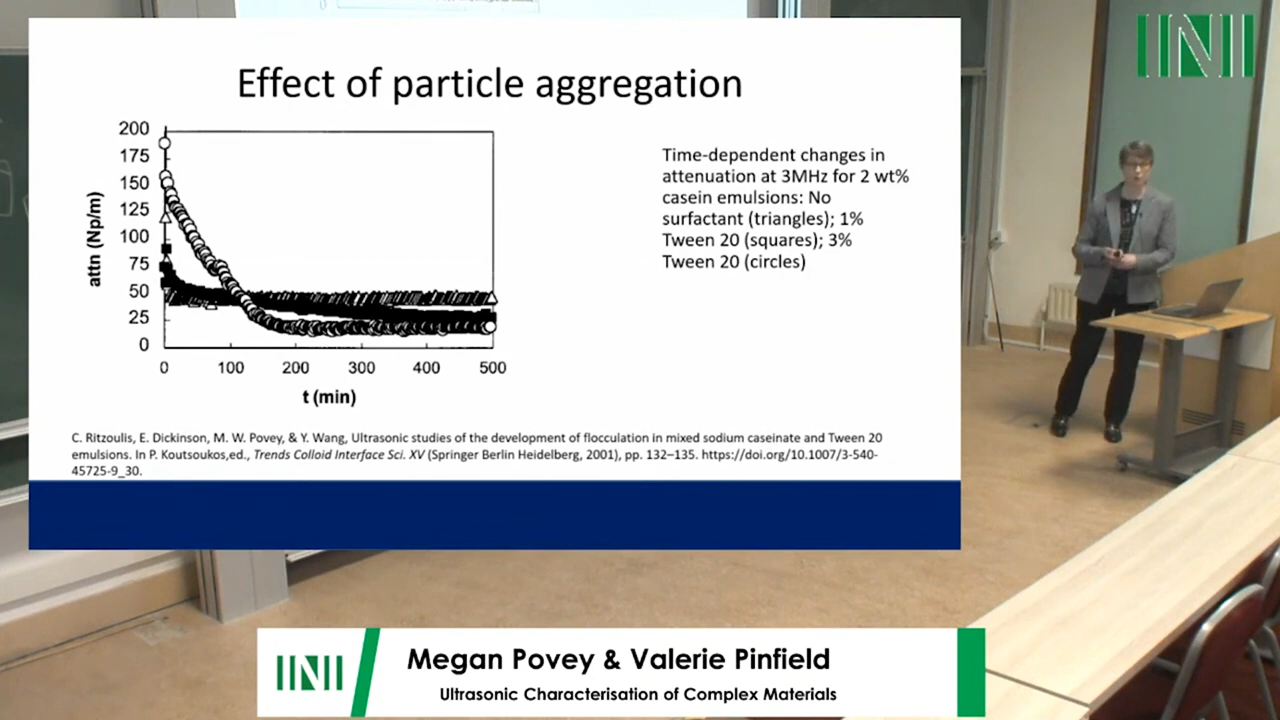 INI
Effect of particle aggregation
200
175
150
125
100
75
50
25
0
attn (Np/m)
0 100 200 300 400 500
t (min)
Time-dependent changes in
attenuation at 3MHz for 2 wt%
casein emulsions: No
surfactant (triangles); 1%
Tween 20 (squares); 3%
Tween 20 (circles)
C. Ritzoulis, E. Dickinson, M. W. Povey, & Y. Wang, Ultrasonic studies of the development of flocculation in mixed sodium caseinate and Tween 20
emulsions. In P. Koutsoukos,ed., Trends Colloid Interface Sci. XV (Springer Berlin Heidelberg, 2001), pp. 132–135. https://doi.org/10.1007/3-540-
45725-9_30.
INI
Megan Povey & Valerie Pinfield
Ultrasonic Characterisation of Complex Materials